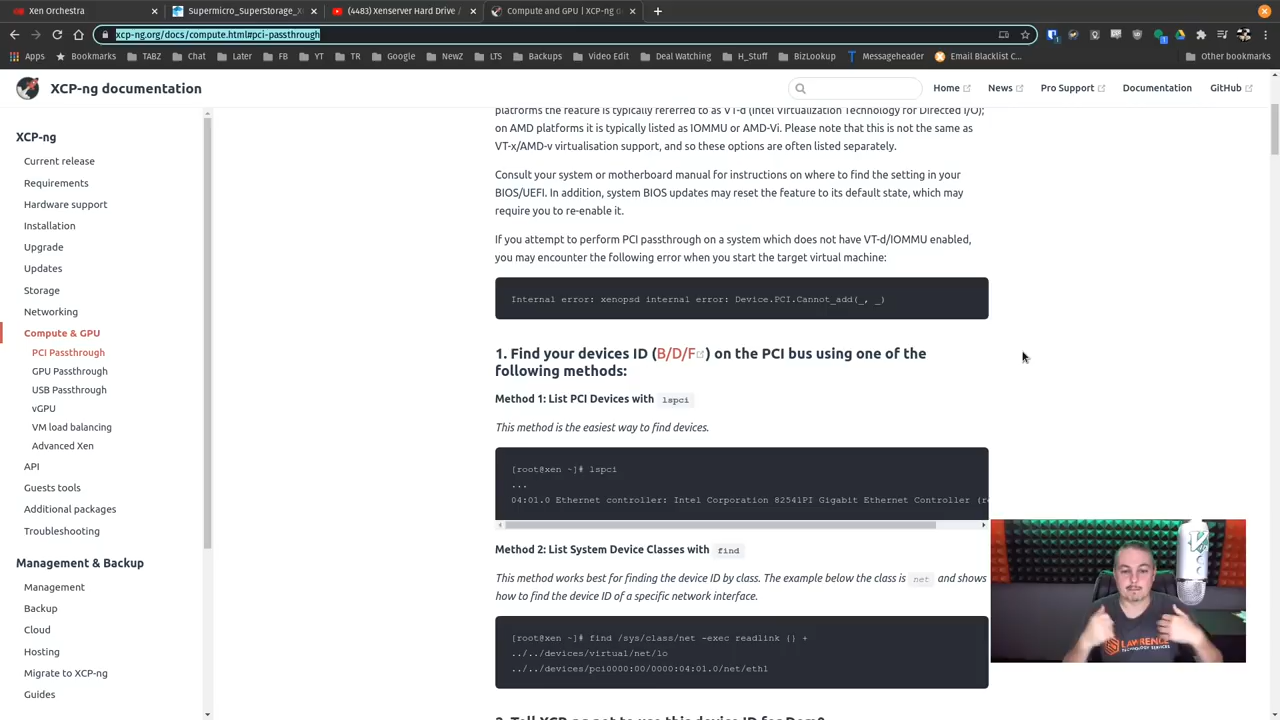 Xen Orchestra
Supermicro_SuperStorage_X
(4483) Xenserver Hard Drive /
Compute and GPU | XCP-ng d
xcp-ng.org/docs/compute.html#pci-passthrough
Apps
Bookmarks
TABZ
Chat
Later
FB
YT
TR
Google
NewZ
LTS
Backups
Video Edit
Deal Watching
H_Stuff
BizLookup
Messageheader
Email Blacklist C...
Other bookmarks
XCP-ng documentation
Home
News
Pro Support
Documentation
GitHub
XCP-ng
Current release
Requirements
Hardware support
Installation
Upgrade
Updates
Storage
Networking
Compute & GPU
PCI Passthrough
GPU Passthrough
USB Passthrough
vGPU
VM load balancing
Advanced Xen
API
Guests tools
Additional packages
Troubleshooting
Management & Backup
Management
Backup
Cloud
Hosting
Migrate to XCP-ng
Guides
platforms the feature is typically referred to as VT-d (Intel Virtualization Technology for Directed I/O);
on AMD platforms it is typically listed as IOMMU or AMD-Vi. Please note that this is not the same as
VT-x/AMD-v virtualisation support, and so these options are often listed separately.
Consult your system or motherboard manual for instructions on where to find the setting in your
BIOS/UEFI. In addition, system BIOS updates may reset the feature to its default state, which may
require you to re-enable it.
If you attempt to perform PCI passthrough on a system which does not have VT-d/IOMMU enabled,
you may encounter the following error when you start the target virtual machine:
Internal error: xenopsd internal error: Device.PCI.Cannot_add(_, _)
1. Find your devices ID (B/D/F) on the PCI bus using one of the
following methods:
Method 1: List PCI Devices with lspci
This method is the easiest way to find devices.
[root@xen ~]# lspci
...
04:01.0 Ethernet controller: Intel Corporation 82541PI Gigabit Ethernet Controller (re
Method 2: List System Device Classes with find
This method works best for finding the device ID by class. The example below the class is net and shows
how to find the device ID of a specific network interface.
[root@xen ~]# find /sys/class/net -exec readlink {} +
../../devices/virtual/net/lo
../../devices/pci0000:00/0000:04:01.0/net/eth1
2. Tell XCP-ng not to use this device ID for Dom0
LAWRENCE
TECHNOLOGY SERVICES